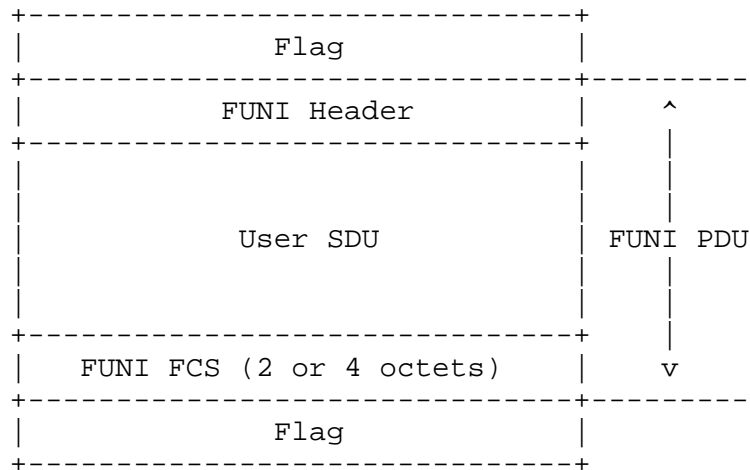 Flag
FUNI Header
User SDU FUNI PDU
FUNI FCS (2 or 4 octets) v
Flag